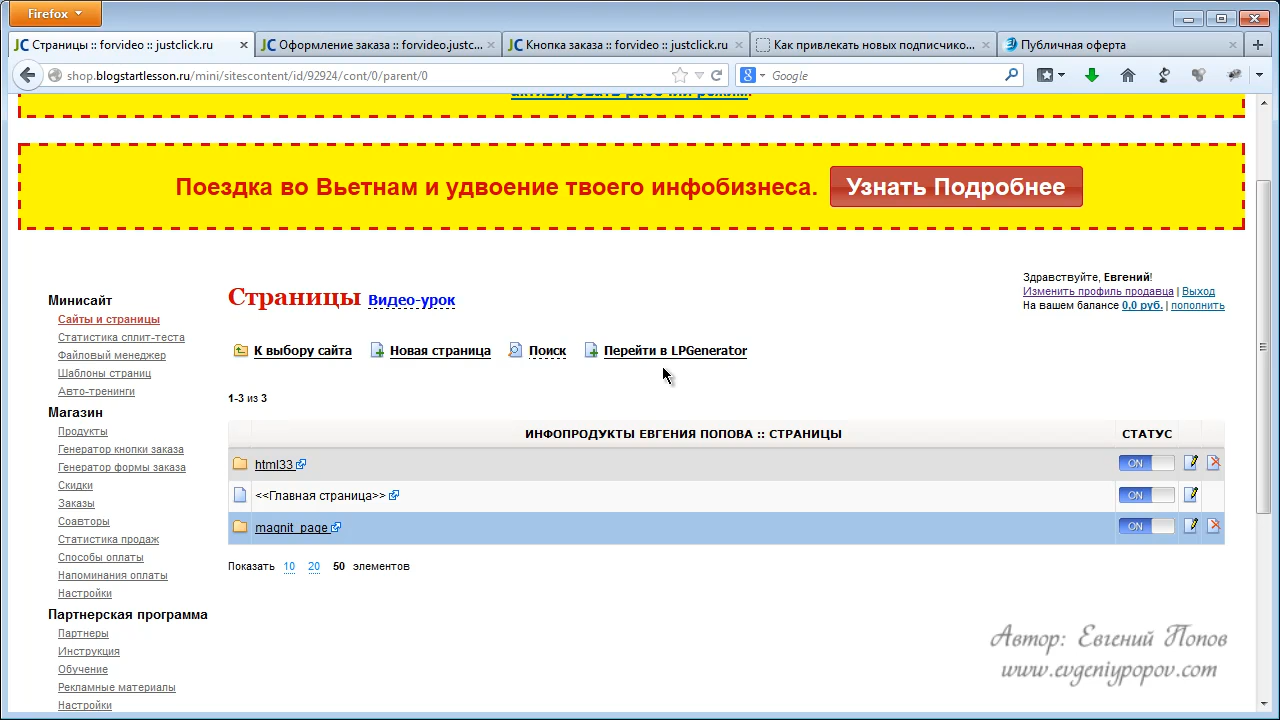 Firefox
Страницы :: forvideo :: justclick.ru
Оформление заказа :: forvideo.justc...
Кнопка заказа :: forvideo :: justclick.ru
Как привлекать новых подписчико...
Публичная оферта
shop.blogstartlesson.ru/mini/sitescontent/id/92924/cont/0/parent/0
Google
активировать рабочий режим.
Поездка во Вьетнам и удвоение твоего инфобизнеса.
Узнать Подробнее
Здравствуйте, Евгений!
Изменить профиль продавца | Выход
На вашем балансе 0,0 руб. | пополнить
Минисайт
Сайты и страницы
Статистика сплит-теста
Файловый менеджер
Шаблоны страниц
Авто-тренинги
Магазин
Продукты
Генератор кнопки заказа
Генератор формы заказа
Скидки
Заказы
Соавторы
Статистика продаж
Способы оплаты
Напоминания оплаты
Настройки
Партнерская программа
Партнеры
Инструкция
Обучение
Рекламные материалы
Настройки
Страницы Видео-урок
К выбору сайта
Новая страница
Поиск
Перейти в LPGenerator
1-3 из 3
ИНФОПРОДУКТЫ ЕВГЕНИЯ ПОПОВА :: СТРАНИЦЫ
СТАТУС
html33
ON
<<Главная страница>>
ON
magnit_page
ON
Показать 10 20 50 элементов
Автор: Евгений Попов
www.evgeniypopov.com